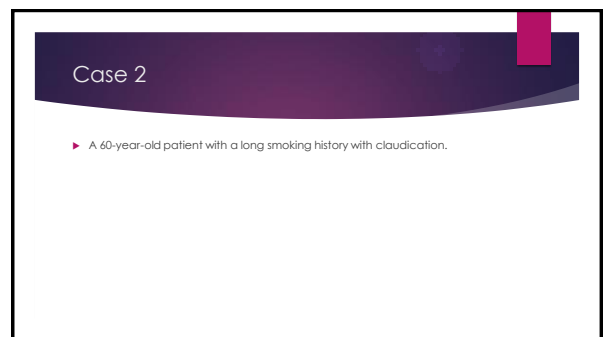 Case 2
A 60-year-old patient with a long smoking history with claudication.